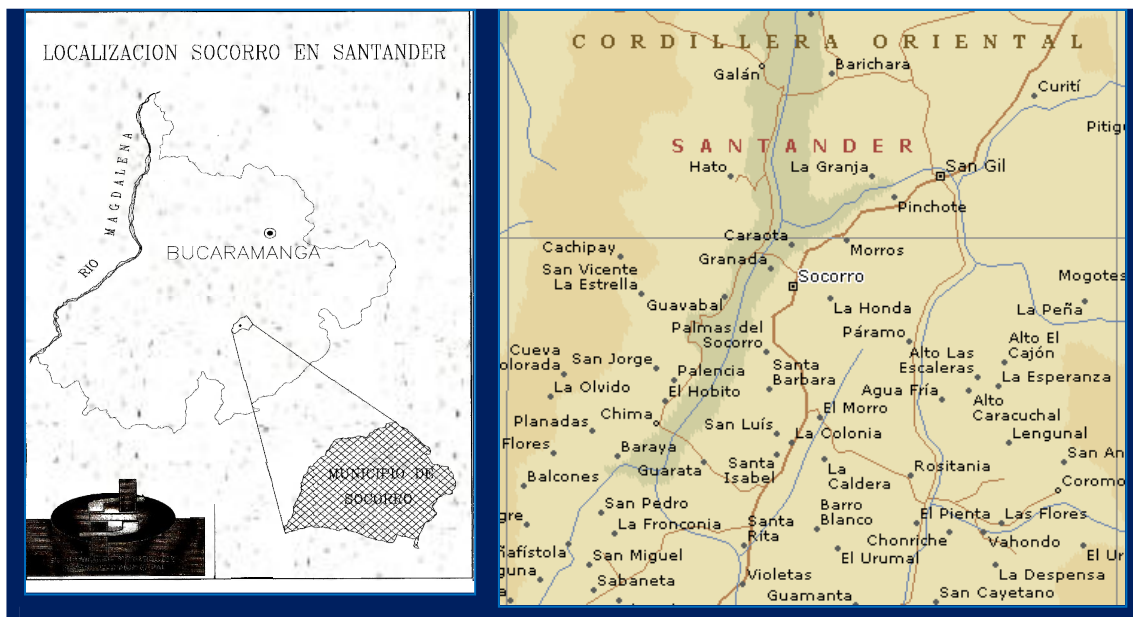 LOCALIZACION SOCORRO EN SANTANDER
RIO MAGDALENA
BUCARAMANGA
MUNICIPIO DE
SOCORRO
CORDILLERA ORIENTAL
Galán
Barichara
Curití
Pitig
SANTANDER
Hato
La Granja
San Gil
Pinchote
Caraota
Morros
Cachipay
Granada
San Vicente
La Estrella
Socorro
Mogotes
Guavabal
La Honda
La Peña
Palmas del
Socorro
Páramo
Alto El
Cajón
Cueva
olorada
San Jorge
Alto Las
Escaleras
Palencia
Santa
Barbara
La Esperanza
La Olvido
El Hobito
Agua Fría
Alto
Caracuchal
Chima
El Morro
Planadas
San Luís
La Colonia
Lengunal
Flores
Baraya
San An
Guarata
Santa
Isabel
La
Caldera
Rositania
Balcones
Coromo
San Pedro
Barro
Blanco
El Pienta
Las Flores
gre
La Fronconia
Santa
Rita
Chonriche
Vahondo
ñafístola
San Miguel
El Urumal
El Ur
guna
Sabaneta
Violetas
La Despensa
a
Guamanta
San Cayetano